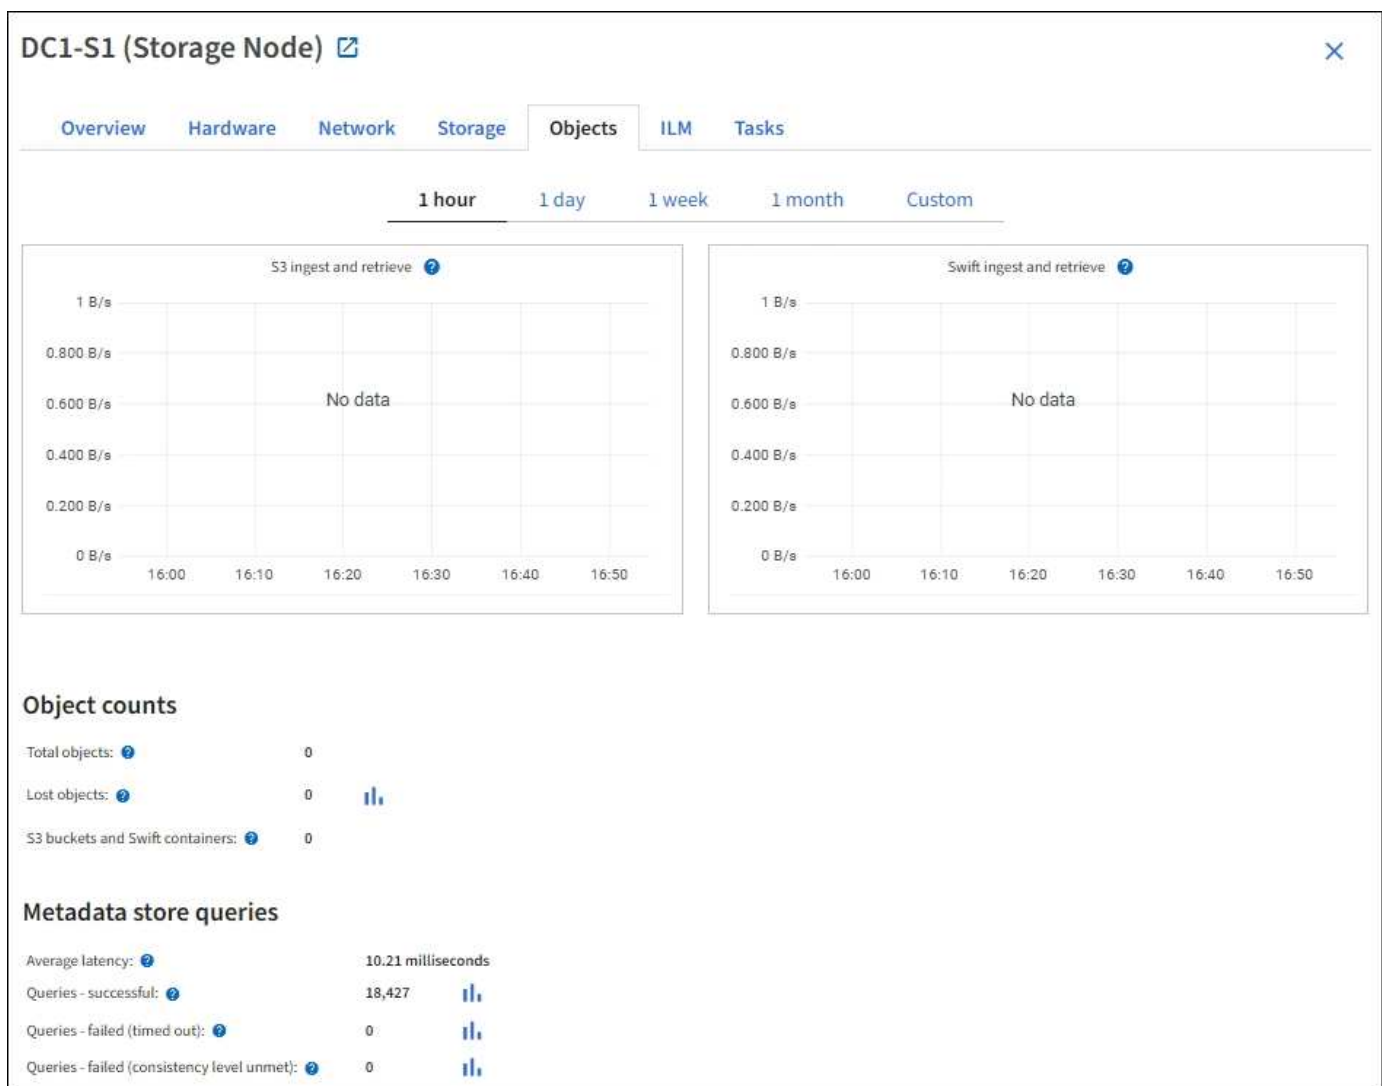 DC1-S1 (Storage Node)
Overview Hardware Network Storage Objects ILM Tasks
1 hour 1 day 1 week 1 month Custom
S3 ingest and retrieve
1 B/s
0.800 B/s
0.600 B/s
0.400 B/s
0.200 B/s
0 B/s
No data
16:00 16:10 16:20 16:30 16:40 16:50
Swift ingest and retrieve
1 B/s
0.800 B/s
0.600 B/s
0.400 B/s
0.200 B/s
0 B/s
No data
16:00 16:10 16:20 16:30 16:40 16:50
Object counts
Total objects: 0
Lost objects: 0
S3 buckets and Swift containers: 0
Metadata store queries
Average latency: 10.21 milliseconds
Queries - successful: 18,427
Queries - failed (timed out): 0
Queries - failed (consistency level unmet): 0